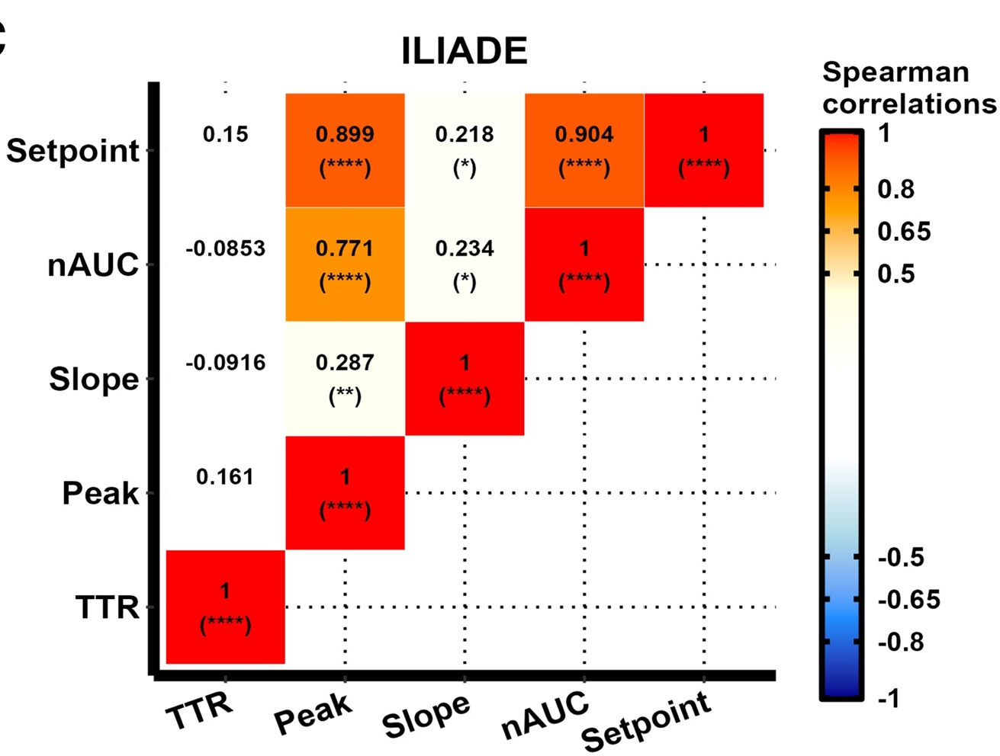 C
ILIADE
Spearman
correlations
Setpoint
0.15
0.899
(****)
0.218
(*)
0.904
(****)
1
(****)
nAUC
-0.0853
0.771
(****)
0.234
(*)
1
(****)
Slope
-0.0916
0.287
(**)
1
(****)
Peak
0.161
1
(****)
TTR
1
(****)
TTR
Peak
Slope
nAUC
Setpoint
1
0.8
0.65
0.5
-0.5
-0.65
-0.8
-1